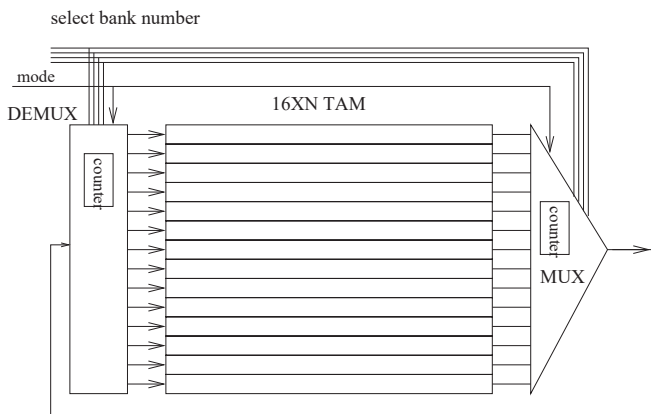 select bank number
mode
DEMUX
16XN TAM
counter
counter
MUX